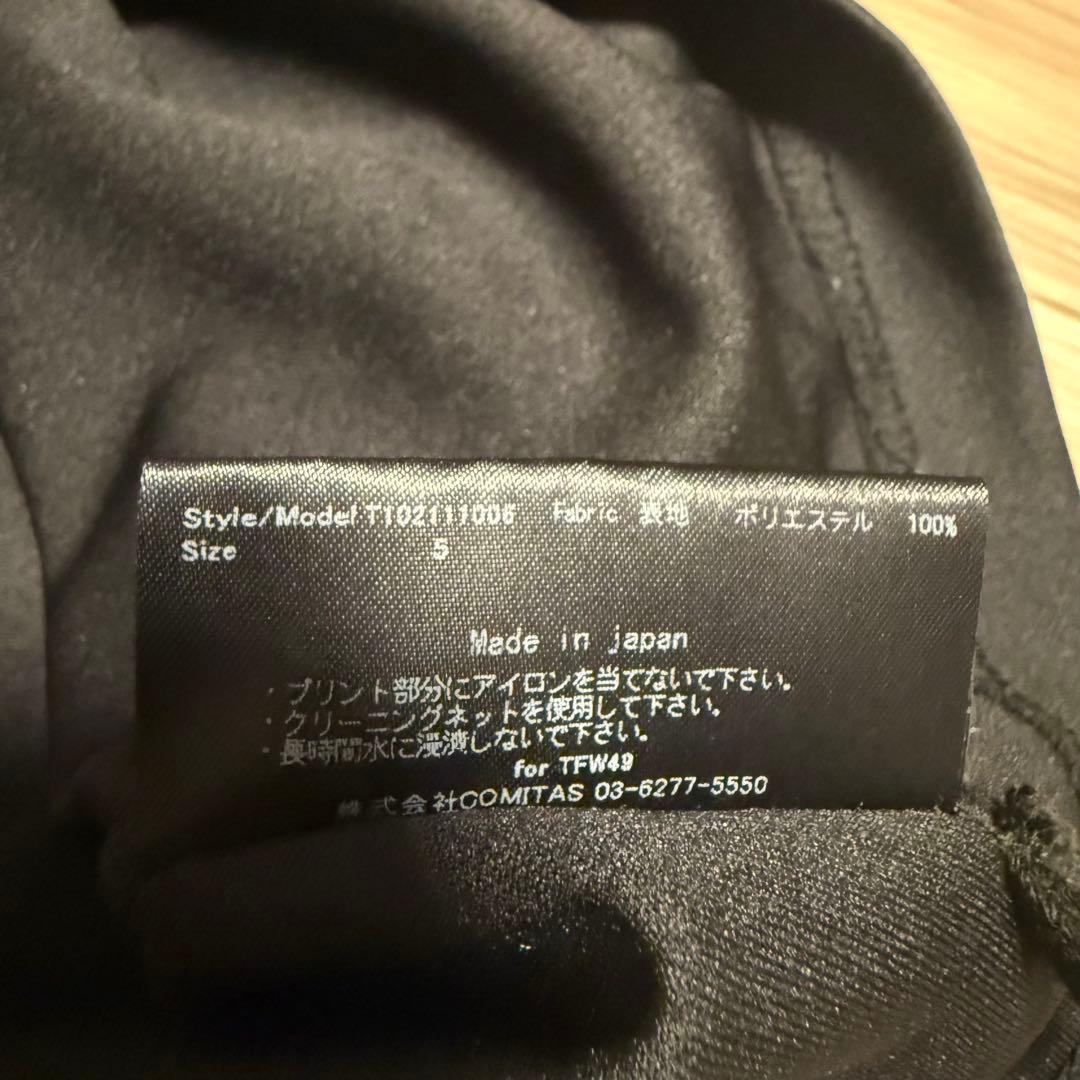 Style/Model T102111006 Fabric 表地 ポリエステル 100%
Size 5
Made in japan
・プリント部分にアイロンを当てないで下さい。
・クリーニングネットを使用して下さい。
・長時間水に浸漬しないで下さい。
for TFW49
株式会社COMITAS 03-6277-5550